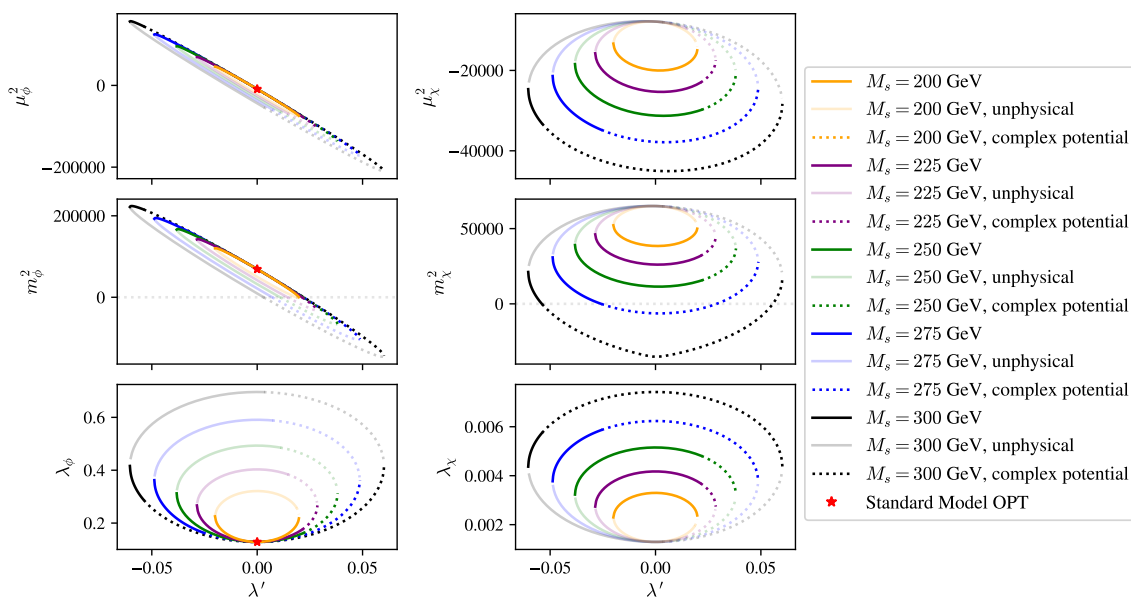 0
−200000
μ²_ϕ
−20000
−40000
μ²_χ
200000
0
m²_ϕ
50000
0
m²_χ
0.6
0.4
0.2
λ_ϕ
−0.05 0.00 0.05
λ′
0.006
0.004
0.002
λ_χ
−0.05 0.00 0.05
λ′
M_s = 200 GeV
M_s = 200 GeV, unphysical
M_s = 200 GeV, complex potential
M_s = 225 GeV
M_s = 225 GeV, unphysical
M_s = 225 GeV, complex potential
M_s = 250 GeV
M_s = 250 GeV, unphysical
M_s = 250 GeV, complex potential
M_s = 275 GeV
M_s = 275 GeV, unphysical
M_s = 275 GeV, complex potential
M_s = 300 GeV
M_s = 300 GeV, unphysical
M_s = 300 GeV, complex potential
Standard Model OPT